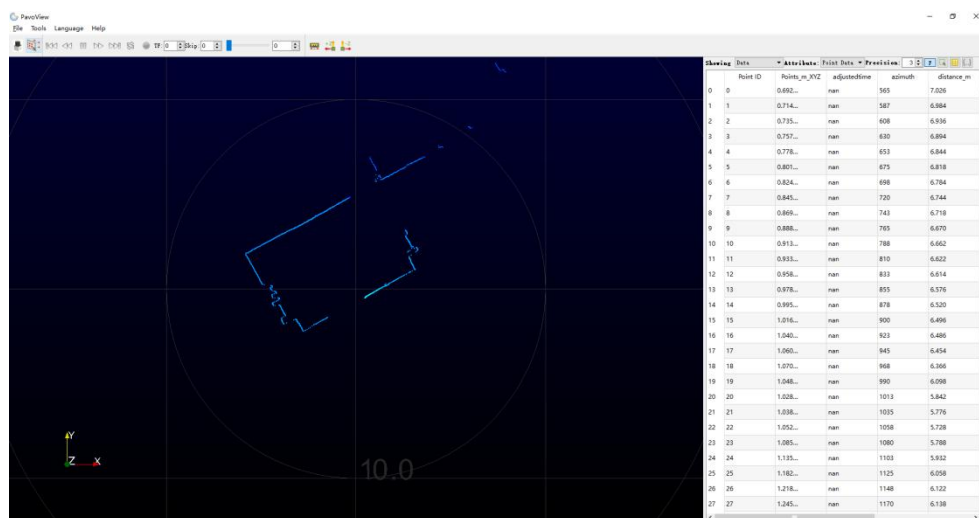 PavoView
File Tools Language Help
TF: 0 Skip: 0 0
Showing Data Attribute: Point Data Precision: 3 F
Point ID Points_m_XYZ adjustedtime azimuth distance_m
0 0 0.692... nan 565 7.026
1 1 0.714... nan 587 6.984
2 2 0.735... nan 608 6.936
3 3 0.757... nan 630 6.894
4 4 0.778... nan 653 6.844
5 5 0.801... nan 675 6.818
6 6 0.824... nan 698 6.784
7 7 0.845... nan 720 6.744
8 8 0.869... nan 743 6.718
9 9 0.888... nan 765 6.670
10 10 0.913... nan 788 6.662
11 11 0.933... nan 810 6.622
12 12 0.958... nan 833 6.614
13 13 0.978... nan 855 6.576
14 14 0.995... nan 878 6.520
15 15 1.016... nan 900 6.496
16 16 1.040... nan 923 6.486
17 17 1.060... nan 945 6.454
18 18 1.070... nan 968 6.366
19 19 1.048... nan 990 6.098
20 20 1.028... nan 1013 5.842
21 21 1.038... nan 1035 5.776
22 22 1.052... nan 1058 5.728
23 23 1.085... nan 1080 5.788
24 24 1.135... nan 1103 5.932
25 25 1.182... nan 1125 6.058
26 26 1.218... nan 1148 6.122
27 27 1.245... nan 1170 6.138
Y
Z X
10.0